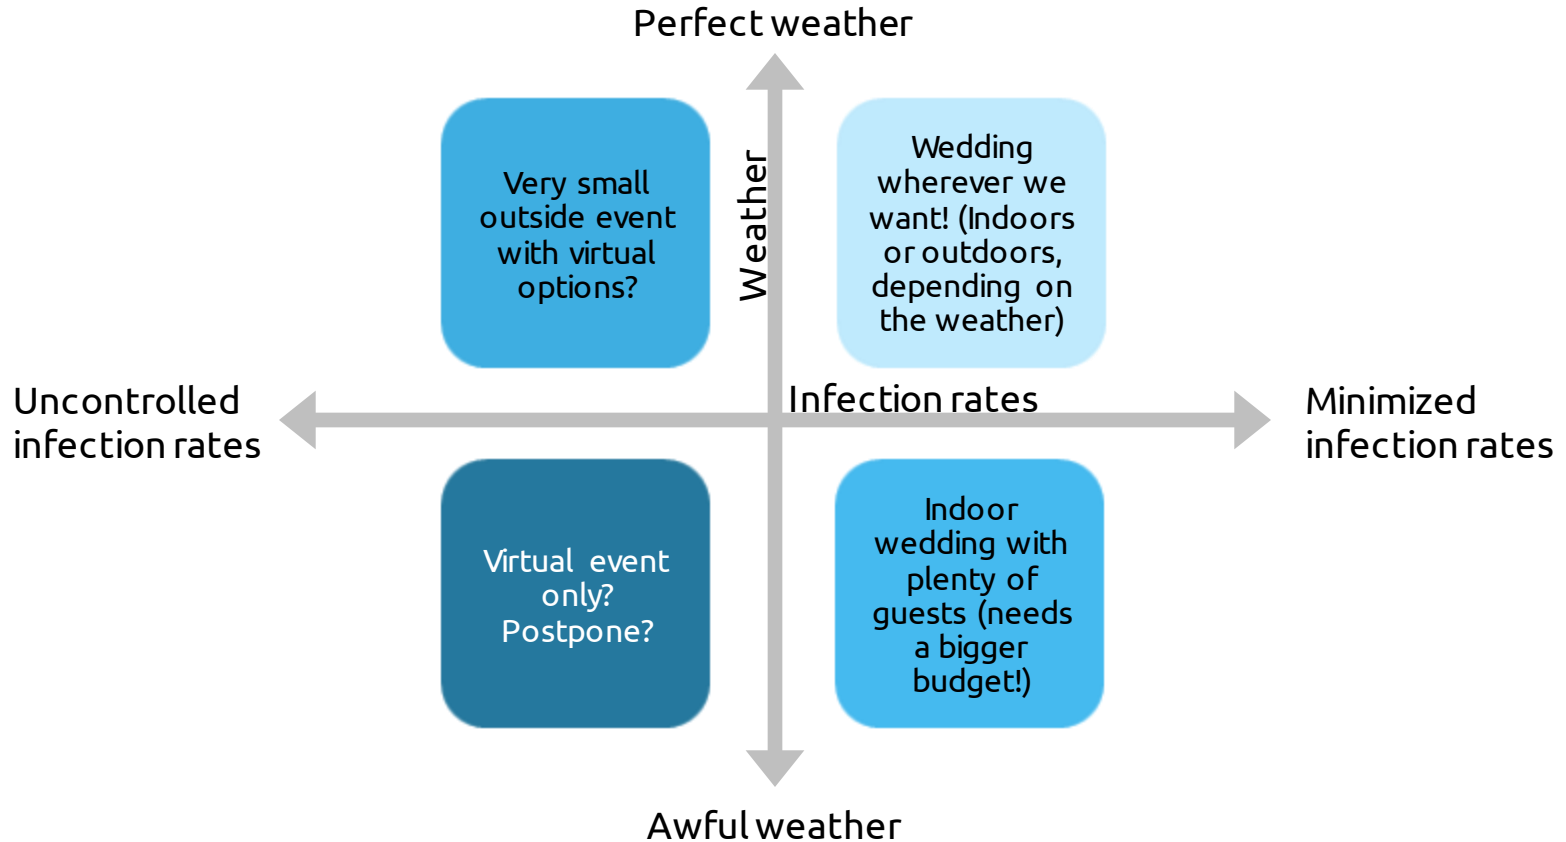 Perfect weather
Very small
outside event
with virtual
options?
Weather
Wedding
wherever we
want! (Indoors
or outdoors,
depending on
the weather)
Uncontrolled
infection rates
Infection rates
Minimized
infection rates
Virtual event
only?
Postpone?
Indoor
wedding with
plenty of
guests (needs
a bigger
budget!)
Awful weather